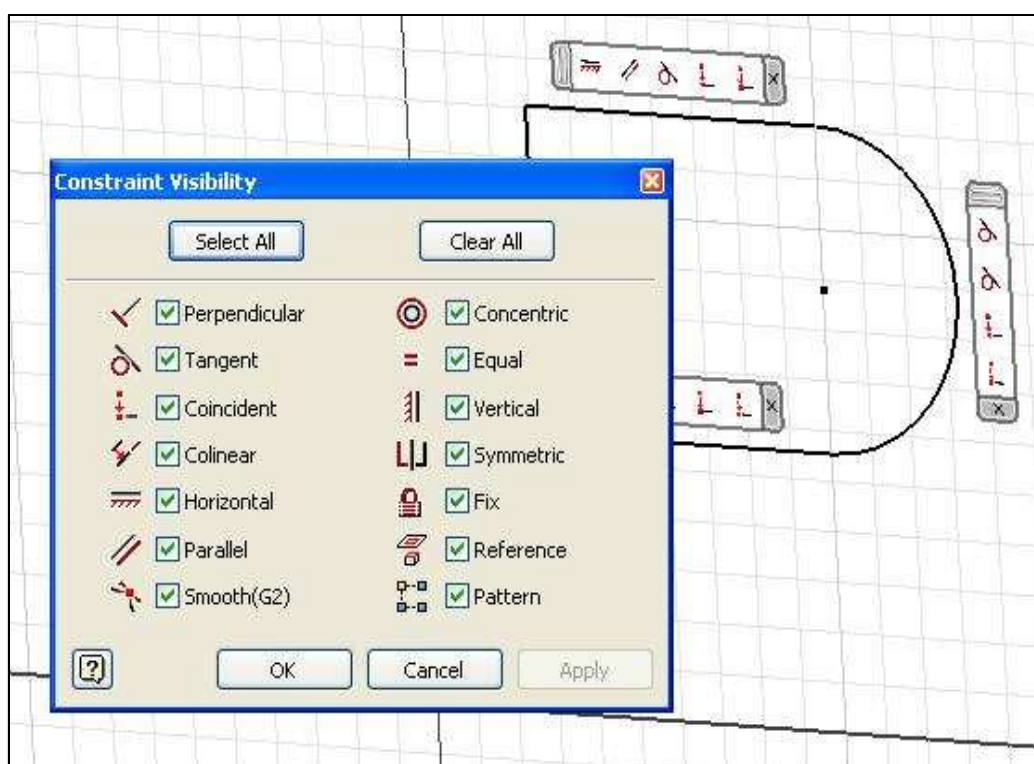 Constraint Visibility
Select All Clear All
Perpendicular Concentric
Tangent Equal
Coincident Vertical
Colinear Symmetric
Horizontal Fix
Parallel Reference
Smooth(G2) Pattern
OK Cancel Apply